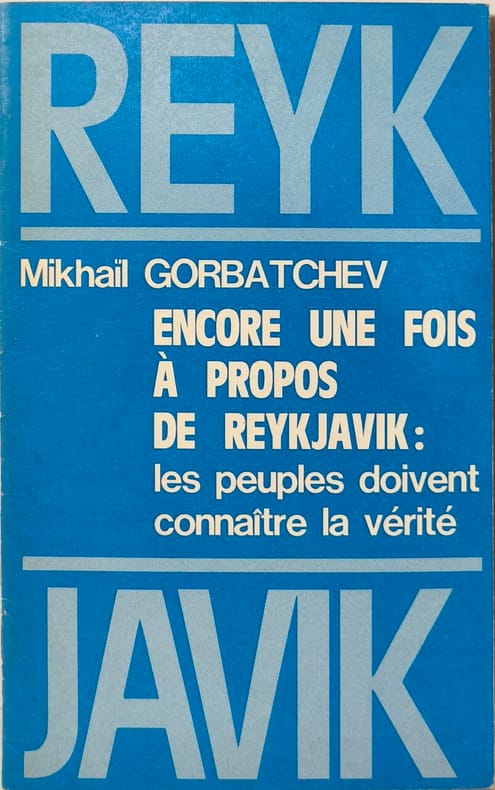 REYK
Mikhaïl GORBATCHEV
ENCORE UNE FOIS
À PROPOS
DE REYKJAVIK:
les peuples doivent
connaître la vérité
JAVIK